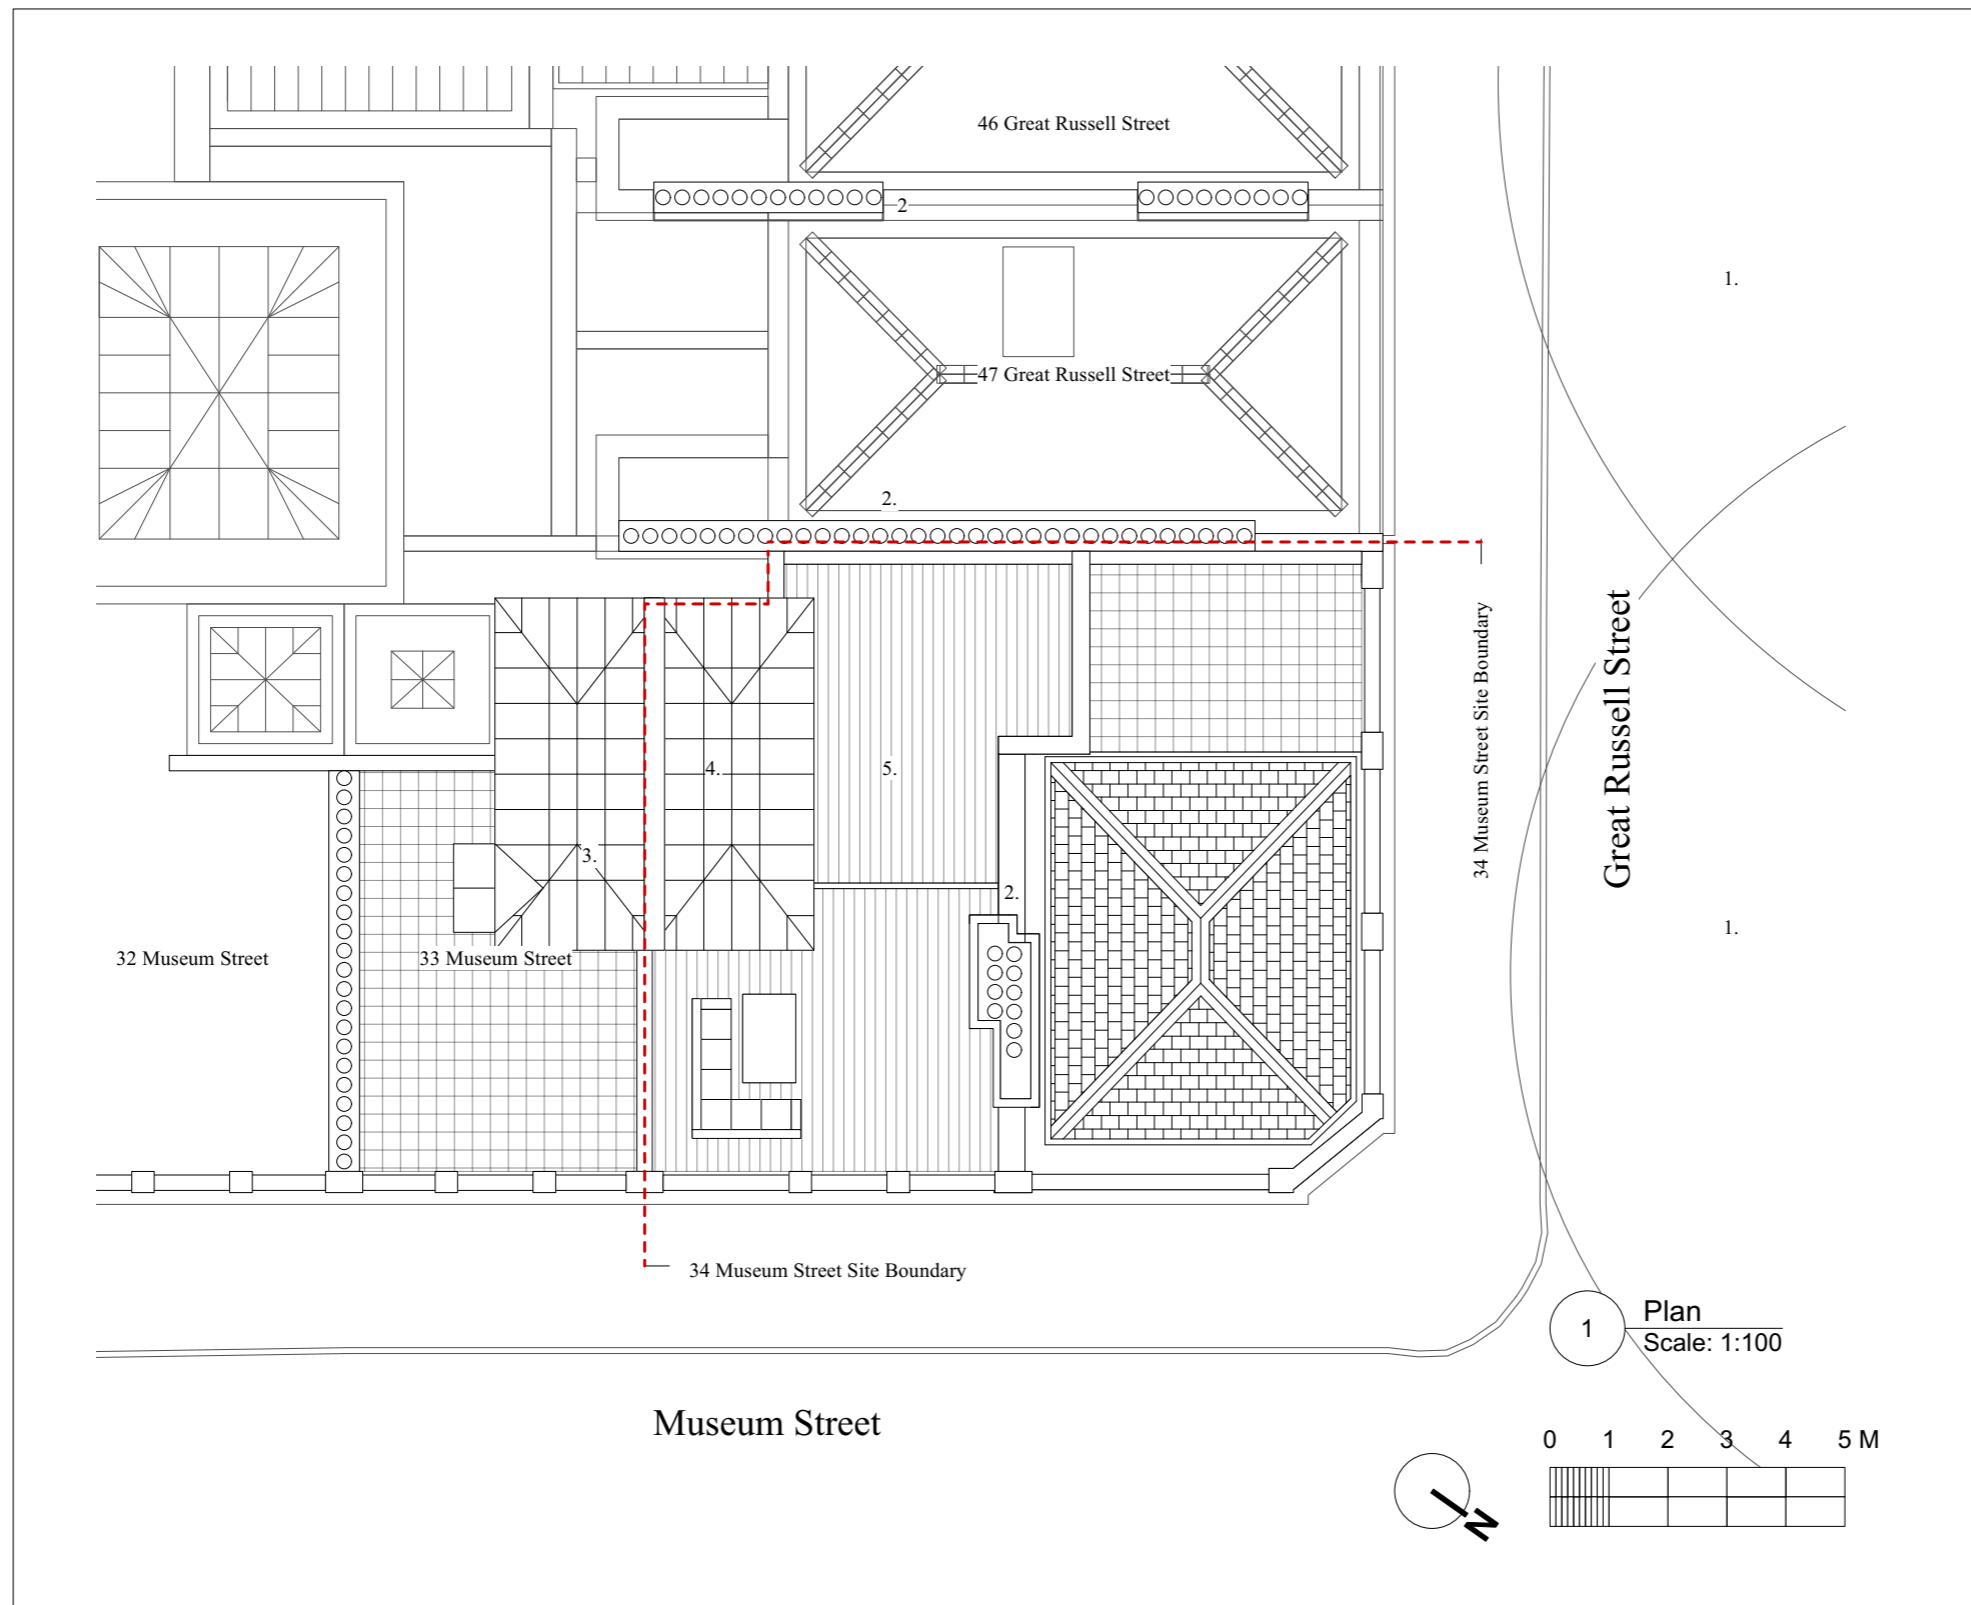 46 Great Russell Street
2
1.
47 Great Russell Street
2.
34 Museum Street Site Boundary
Great Russell Street
4.
5.
3.
2.
1.
32 Museum Street
33 Museum Street
34 Museum Street Site Boundary
1
Plan
Scale: 1:100
Museum Street
0 1 2 3 4 5 M
N